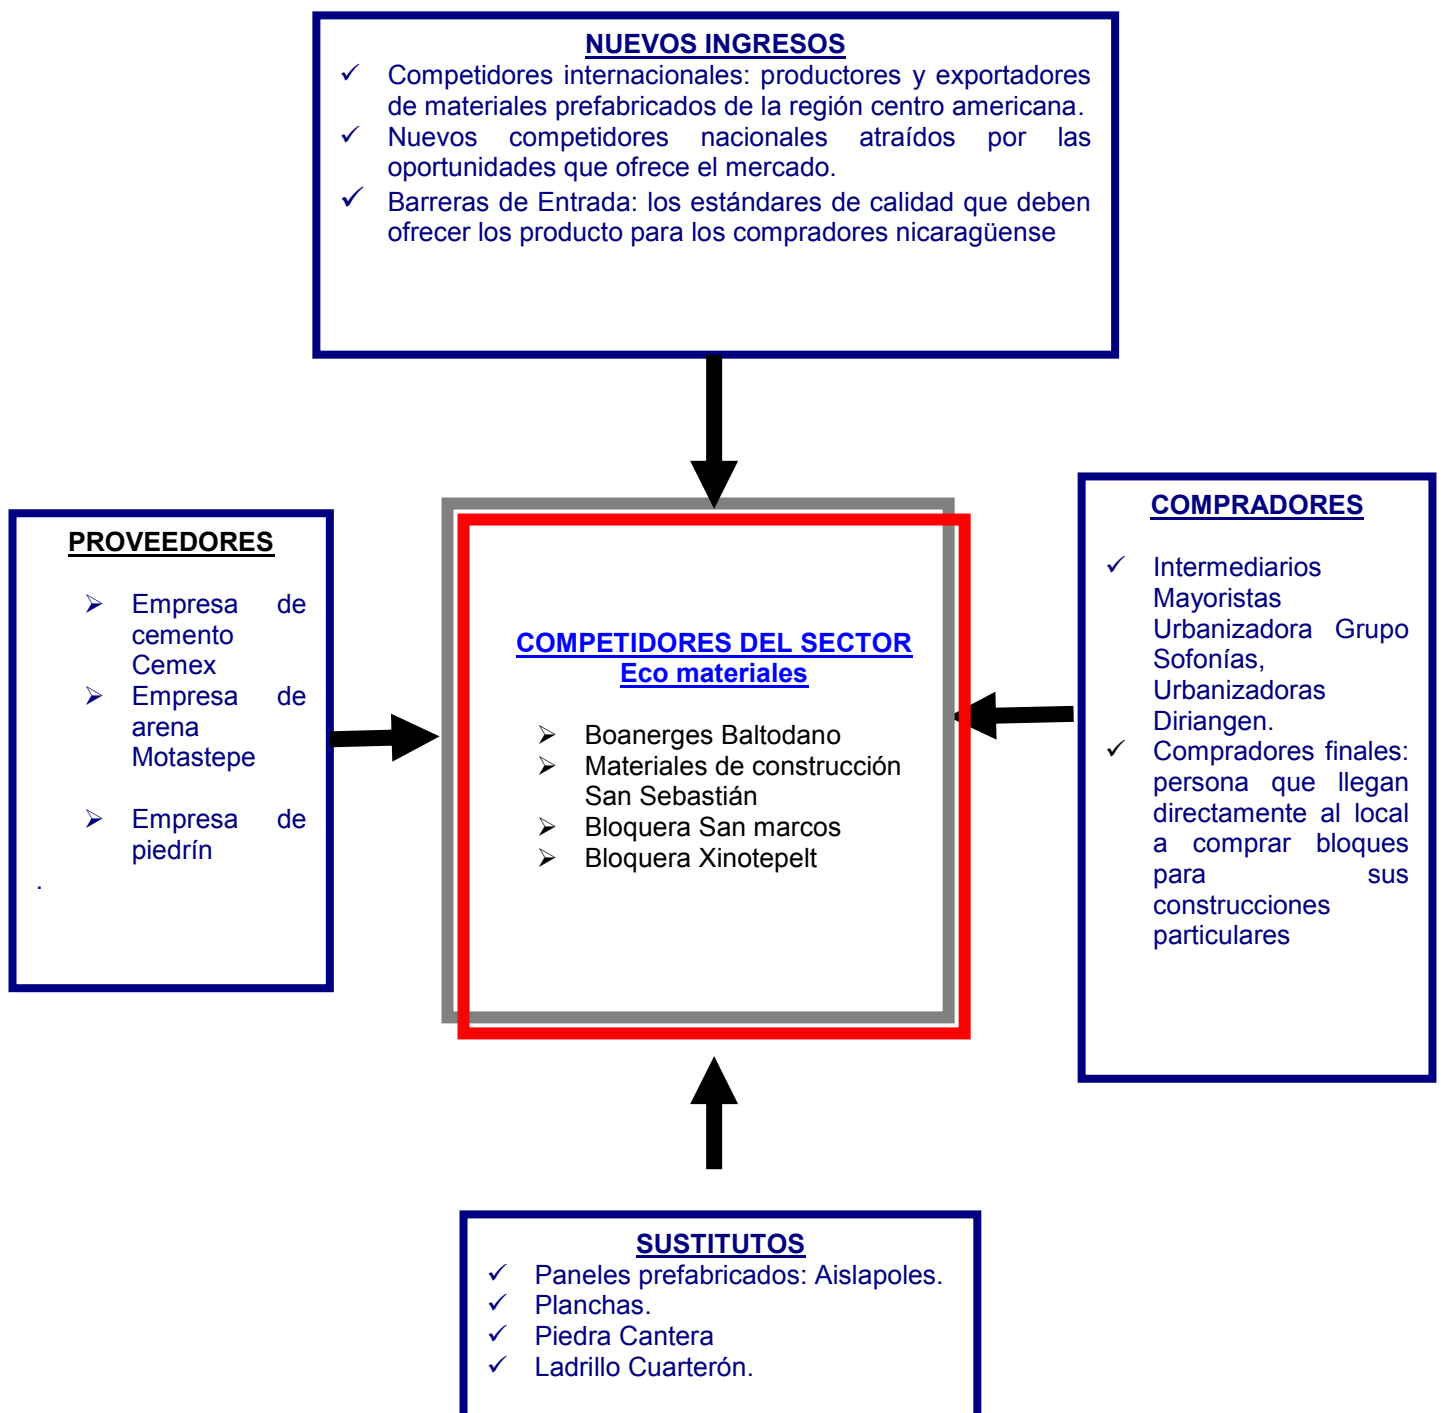 NUEVOS INGRESOS
✓ Competidores internacionales: productores y exportadores
de materiales prefabricados de la región centro americana.
✓ Nuevos competidores nacionales atraídos por las
oportunidades que ofrece el mercado.
✓ Barreras de Entrada: los estándares de calidad que deben
ofrecer los producto para los compradores nicaragüense
PROVEEDORES
➢ Empresa de
cemento
Cemex
➢ Empresa de
arena
Motastepe
➢ Empresa de
piedrín
.
COMPETIDORES DEL SECTOR
Eco materiales
➢ Boanerges Baltodano
➢ Materiales de construcción
San Sebastián
➢ Bloquera San marcos
➢ Bloquera Xinotepelt
COMPRADORES
✓ Intermediarios
Mayoristas
Urbanizadora Grupo
Sofonías,
Urbanizadoras
Diriangen.
✓ Compradores finales:
persona que llegan
directamente al local
a comprar bloques
para sus
construcciones
particulares
SUSTITUTOS
✓ Paneles prefabricados: Aislapoles.
✓ Planchas.
✓ Piedra Cantera
✓ Ladrillo Cuarterón.